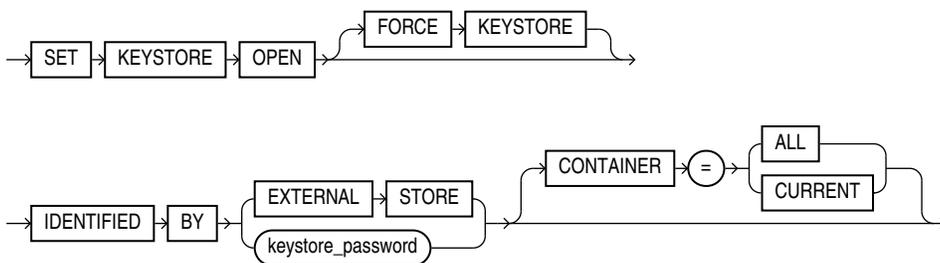 FORCE KEYSTORE
SET KEYSTORE OPEN
ALL
CONTAINER =
CURRENT
EXTERNAL STORE
IDENTIFIED BY
keystore_password